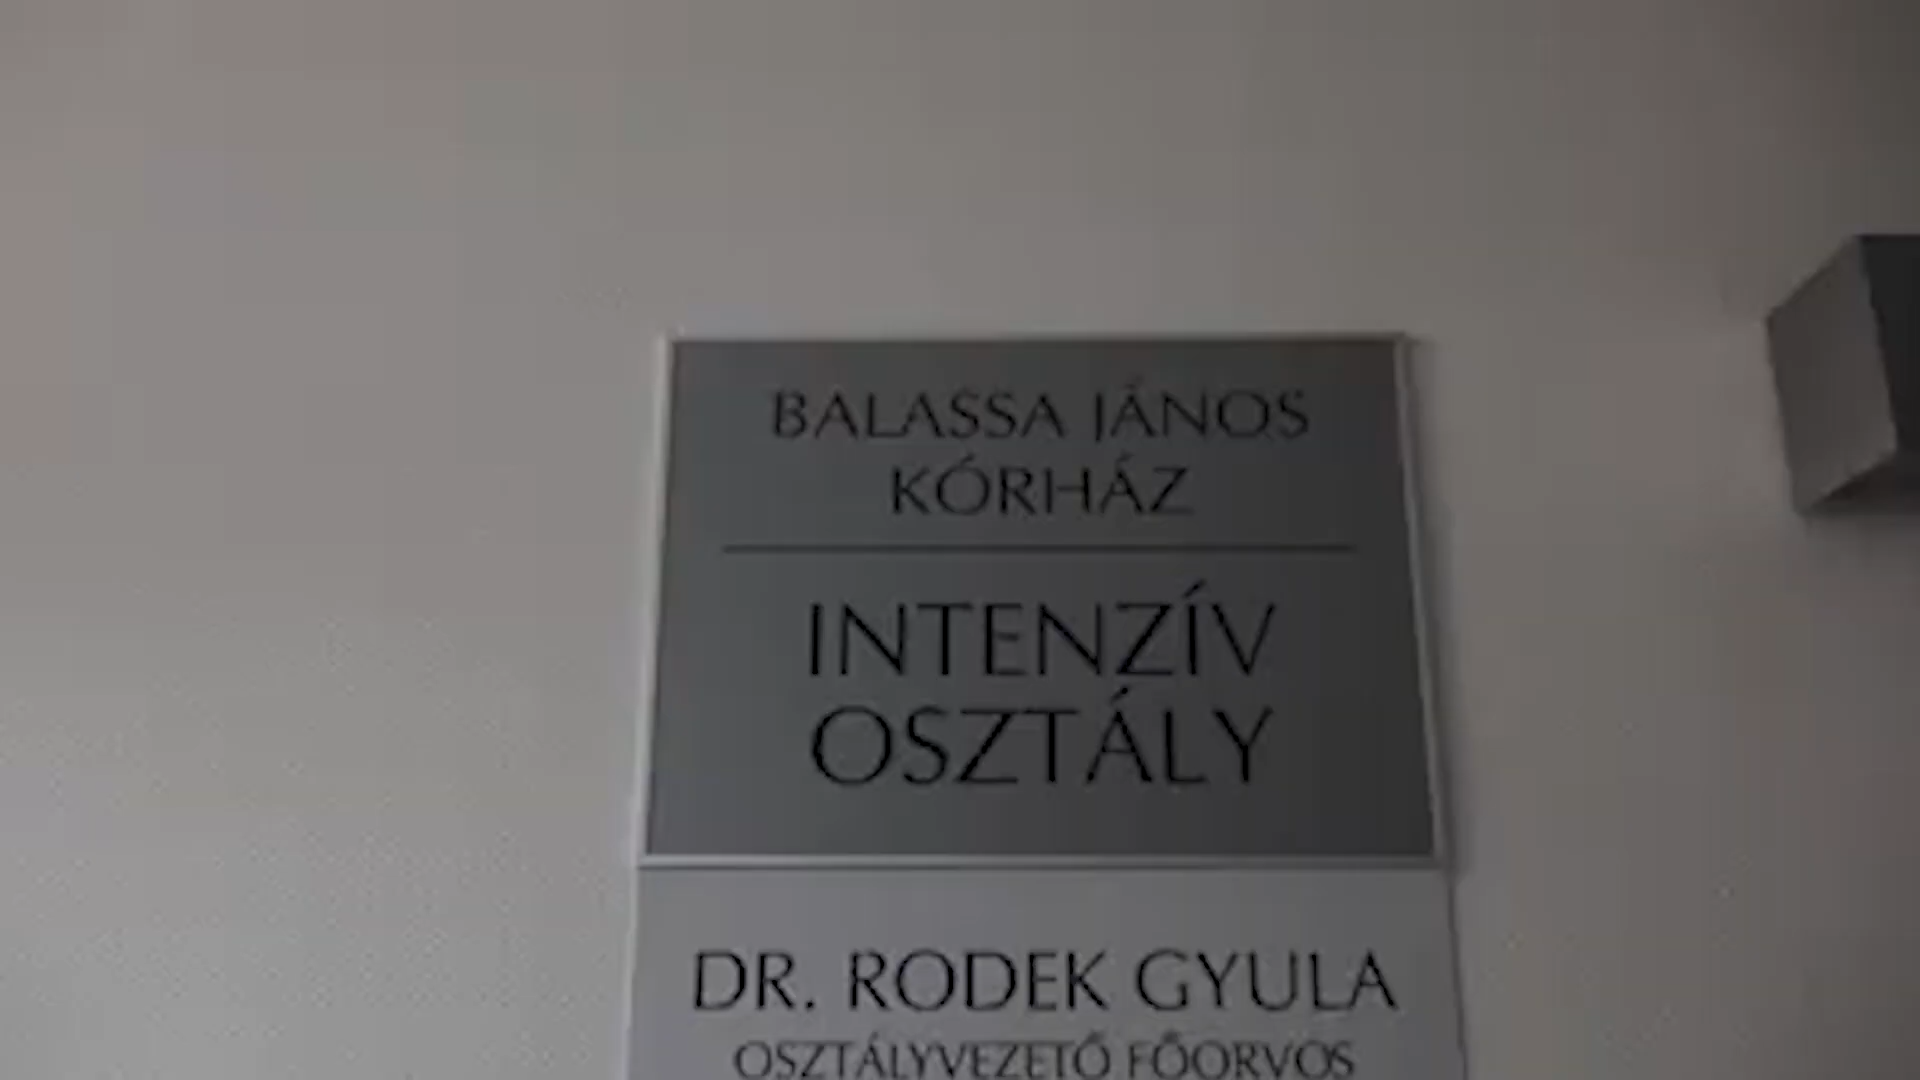 BALASSA JÁNOS
KÓRHÁZ
INTENZÍV
OSZTÁLY
DR. RODEK GYULA
OSZTÁLYVEZETŐ FŐORVOS